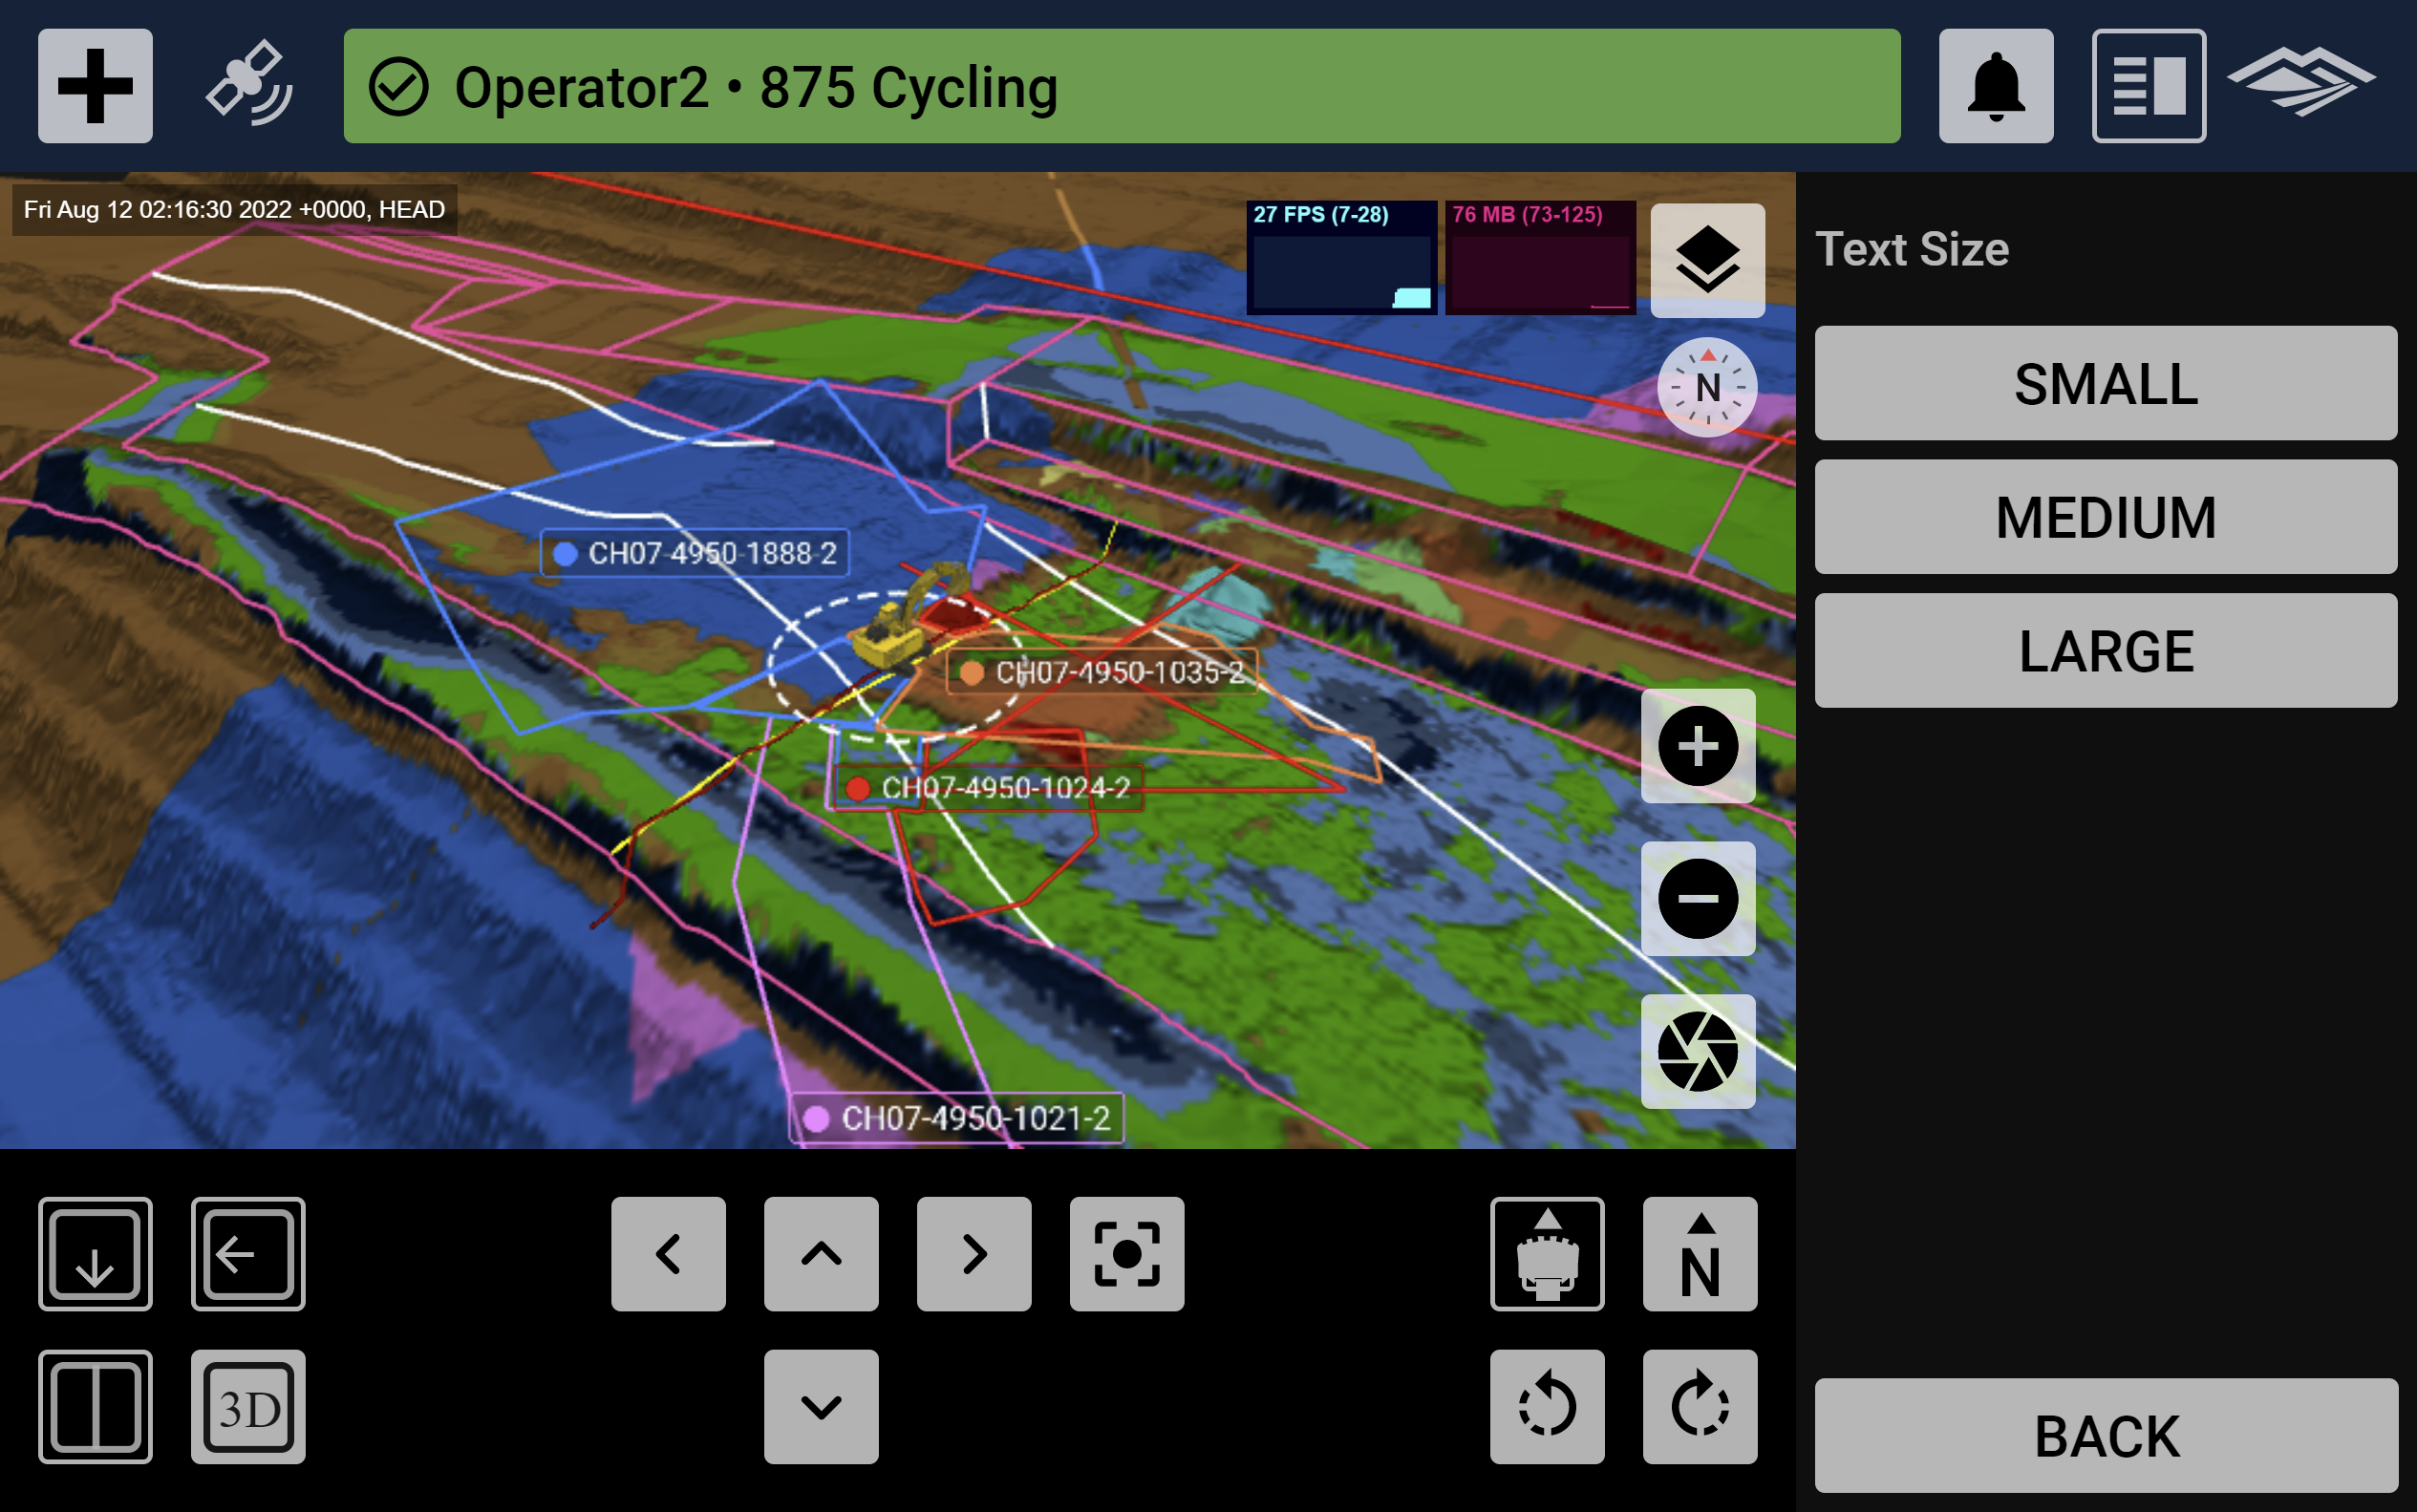 Operator2 • 875 Cycling
Fri Aug 12 02:16:30 2022 +0000, HEAD
27 FPS (7-28)
76 MB (73-125)
N
Text Size
SMALL
MEDIUM
LARGE
CH07-4950-1888-2
CH07-4950-1035-2
CH07-4950-1024-2
CH07-4950-1021-2
N
3D
BACK